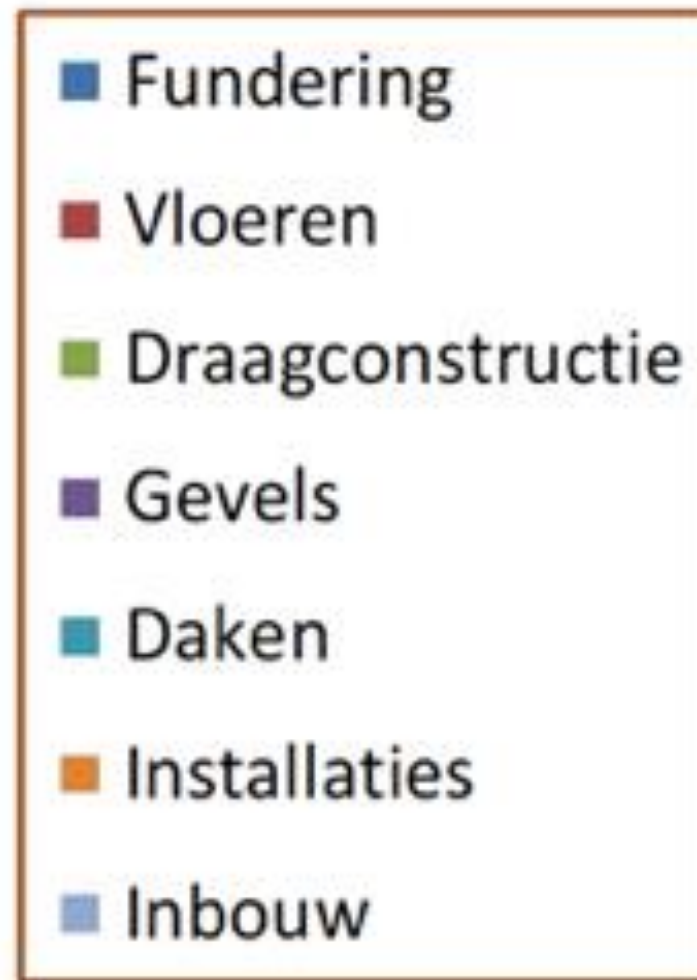 Fundering
Vloeren
Draagconstructie
Gevels
Daken
Installaties
Inbouw